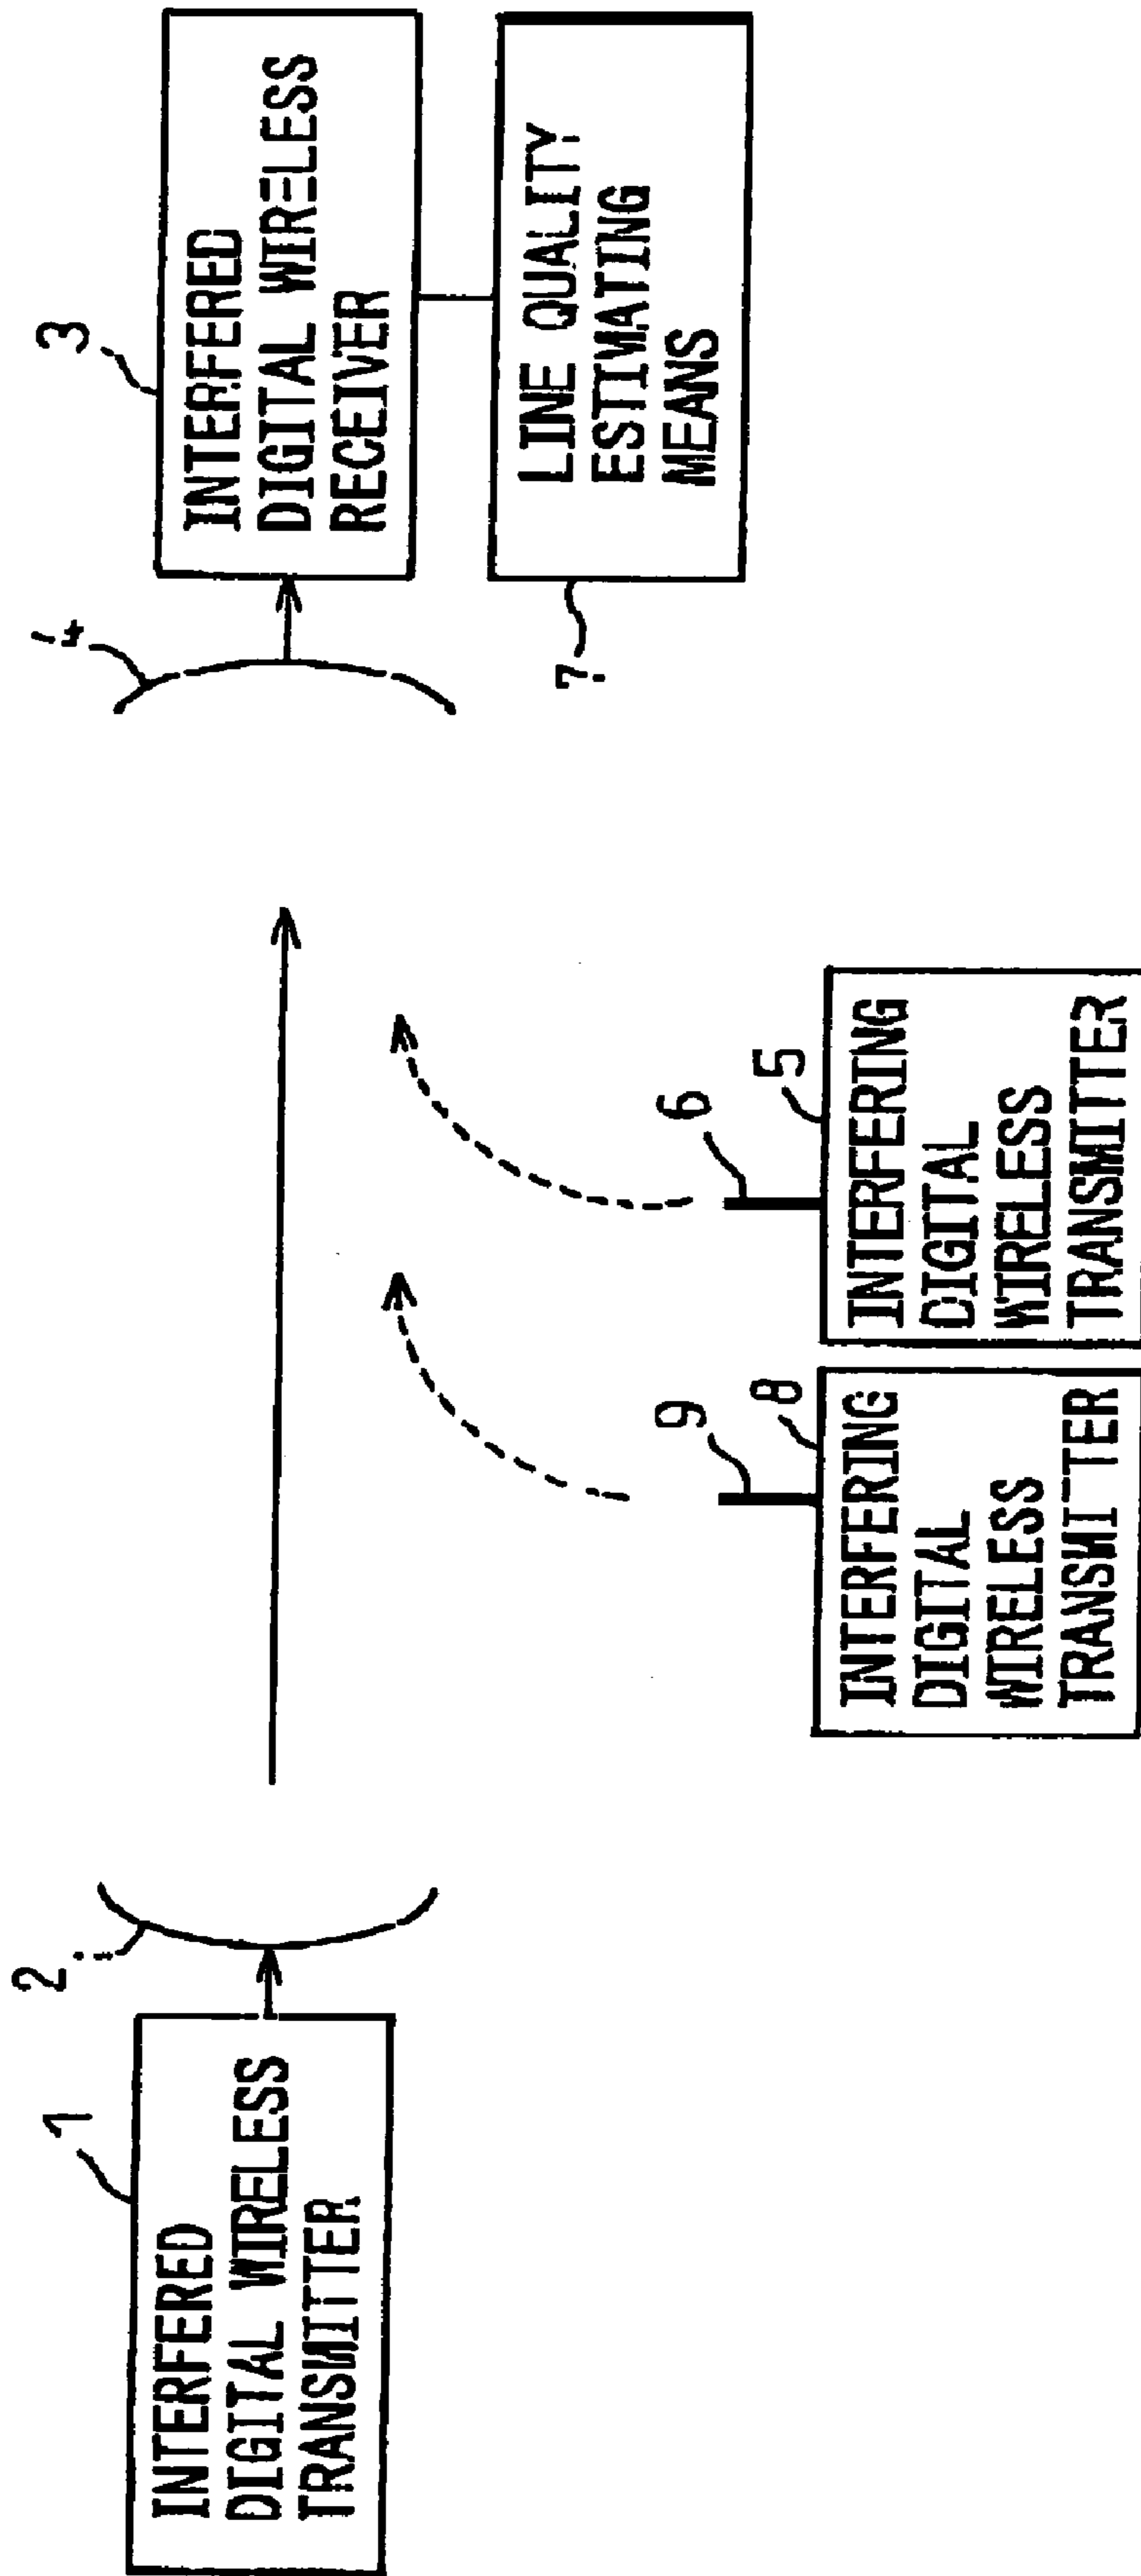 1
INTERFERED
DIGITAL WIRELESS
TRANSMITTER
2
4
3
INTERFERED
DIGITAL WIRELESS
RECEIVER
7
LINE QUALITY
ESTIMATING
MEANS
9
8
INTERFERING
DIGITAL
WIRELESS
TRANSMITTER
6
5
INTERFERING
DIGITAL
WIRELESS
TRANSMITTER